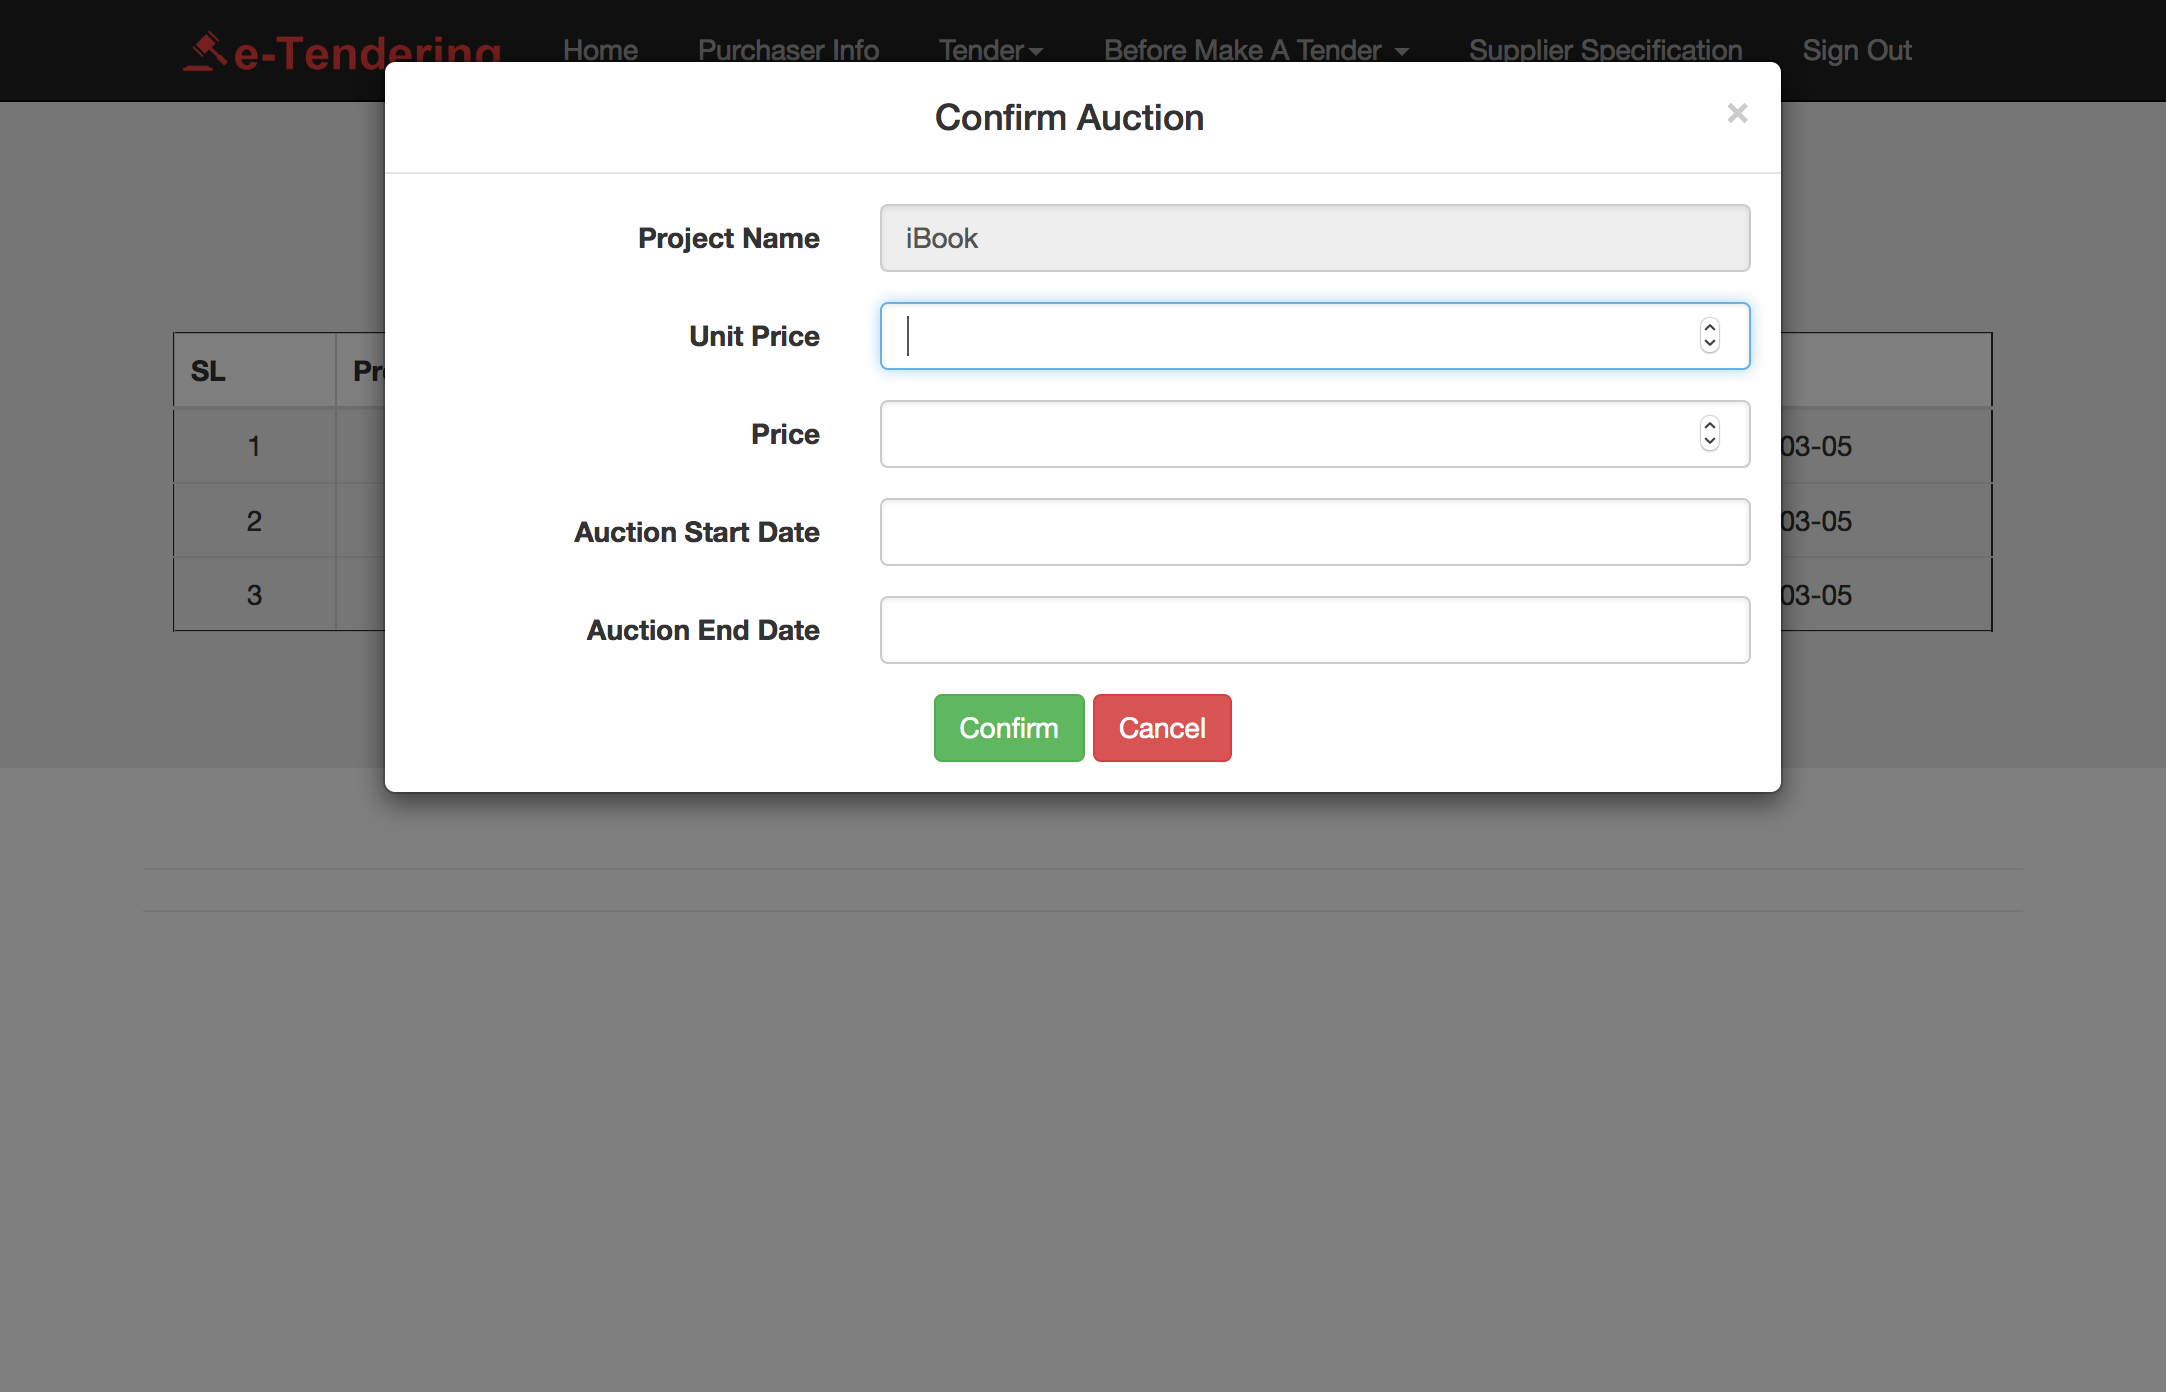 e-Tendering Home Purchaser Info Tender Before Make A Tender Supplier Specification Sign Out
Confirm Auction ×
Project Name iBook
Unit Price
Price
Auction Start Date
Auction End Date
Confirm Cancel
SL
1 03-05
2 03-05
3 03-05